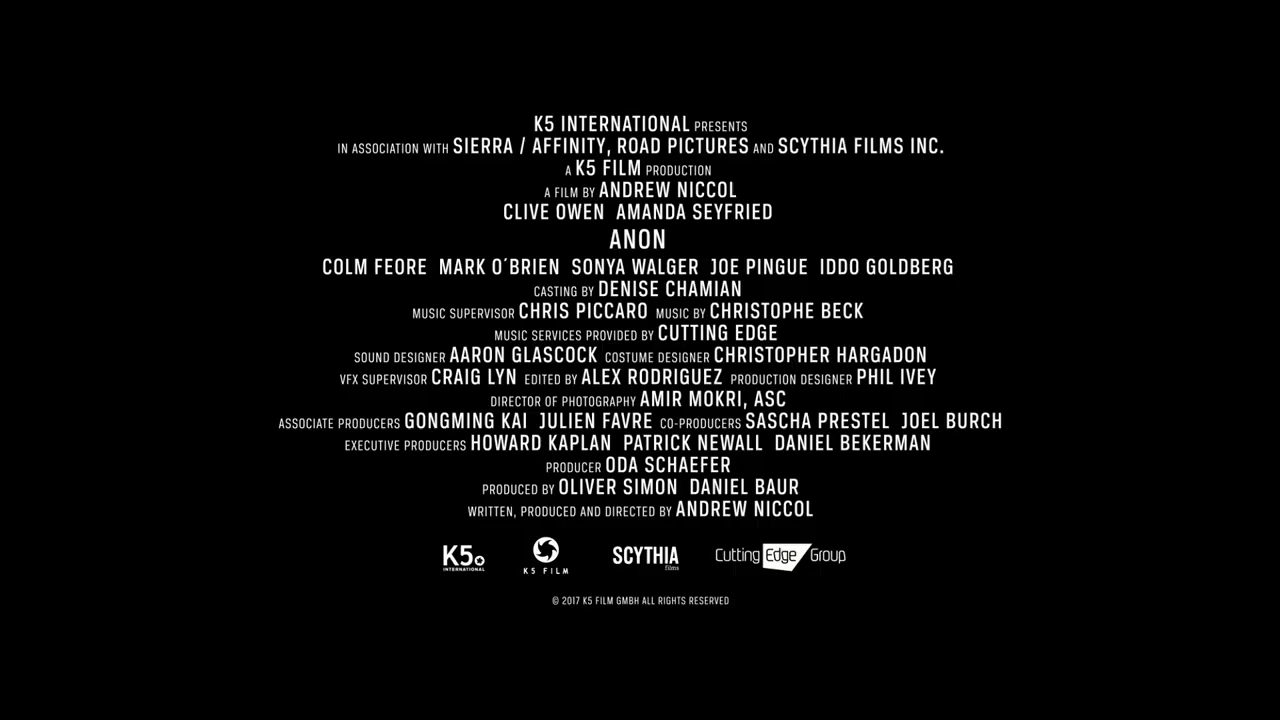 K5 INTERNATIONAL PRESENTS
IN ASSOCIATION WITH SIERRA / AFFINITY, ROAD PICTURES AND SCYTHIA FILMS INC.
A K5 FILM PRODUCTION
A FILM BY ANDREW NICCOL
CLIVE OWEN AMANDA SEYFRIED
ANON
COLM FEORE MARK O´BRIEN SONYA WALGER JOE PINGUE IDDO GOLDBERG
CASTING BY DENISE CHAMIAN
MUSIC SUPERVISOR CHRIS PICCARO MUSIC BY CHRISTOPHE BECK
MUSIC SERVICES PROVIDED BY CUTTING EDGE
SOUND DESIGNER AARON GLASCOCK COSTUME DESIGNER CHRISTOPHER HARGADON
VFX SUPERVISOR CRAIG LYN EDITED BY ALEX RODRIGUEZ PRODUCTION DESIGNER PHIL IVEY
DIRECTOR OF PHOTOGRAPHY AMIR MOKRI, ASC
ASSOCIATE PRODUCERS GONGMING KAI JULIEN FAVRE CO-PRODUCERS SASCHA PRESTEL JOEL BURCH
EXECUTIVE PRODUCERS HOWARD KAPLAN PATRICK NEWALL DANIEL BEKERMAN
PRODUCER ODA SCHAEFER
PRODUCED BY OLIVER SIMON DANIEL BAUR
WRITTEN, PRODUCED AND DIRECTED BY ANDREW NICCOL
K5 INTERNATIONAL
K5 FILM
SCYTHIA films
Cutting Edge Group
© 2017 K5 FILM GMBH ALL RIGHTS RESERVED